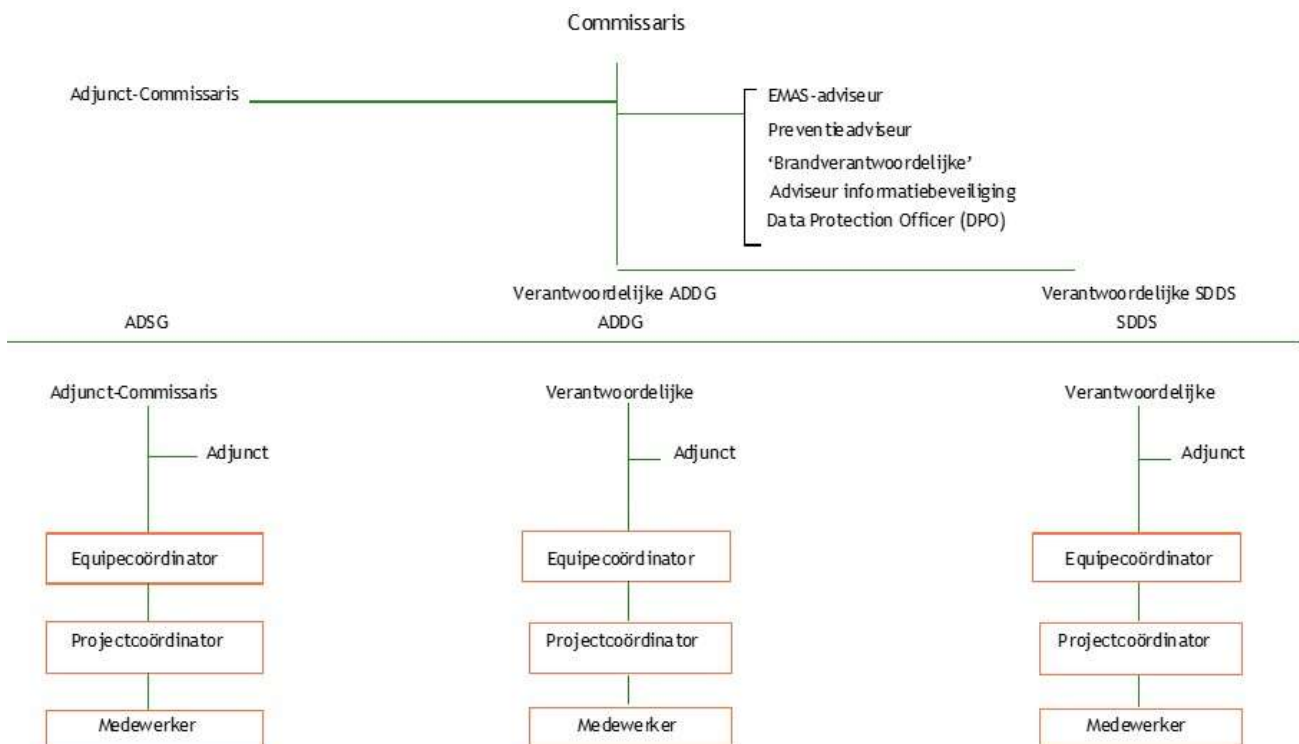 Commissaris
Adjunct-Commissaris
EMAS-adviseur
Preventieadviseur
‘Brandverantwoordelijke’
Adviseur informatiebeveiliging
Data Protection Officer (DPO)
Verantwoordelijke ADDG
Verantwoordelijke SDDS
ADSG
ADDG
SDDS
Adjunct-Commissaris
Verantwoordelijke
Verantwoordelijke
Adjunct
Adjunct
Adjunct
Equipecoördinator
Equipecoördinator
Equipecoördinator
Projectcoördinator
Projectcoördinator
Projectcoördinator
Medewerker
Medewerker
Medewerker